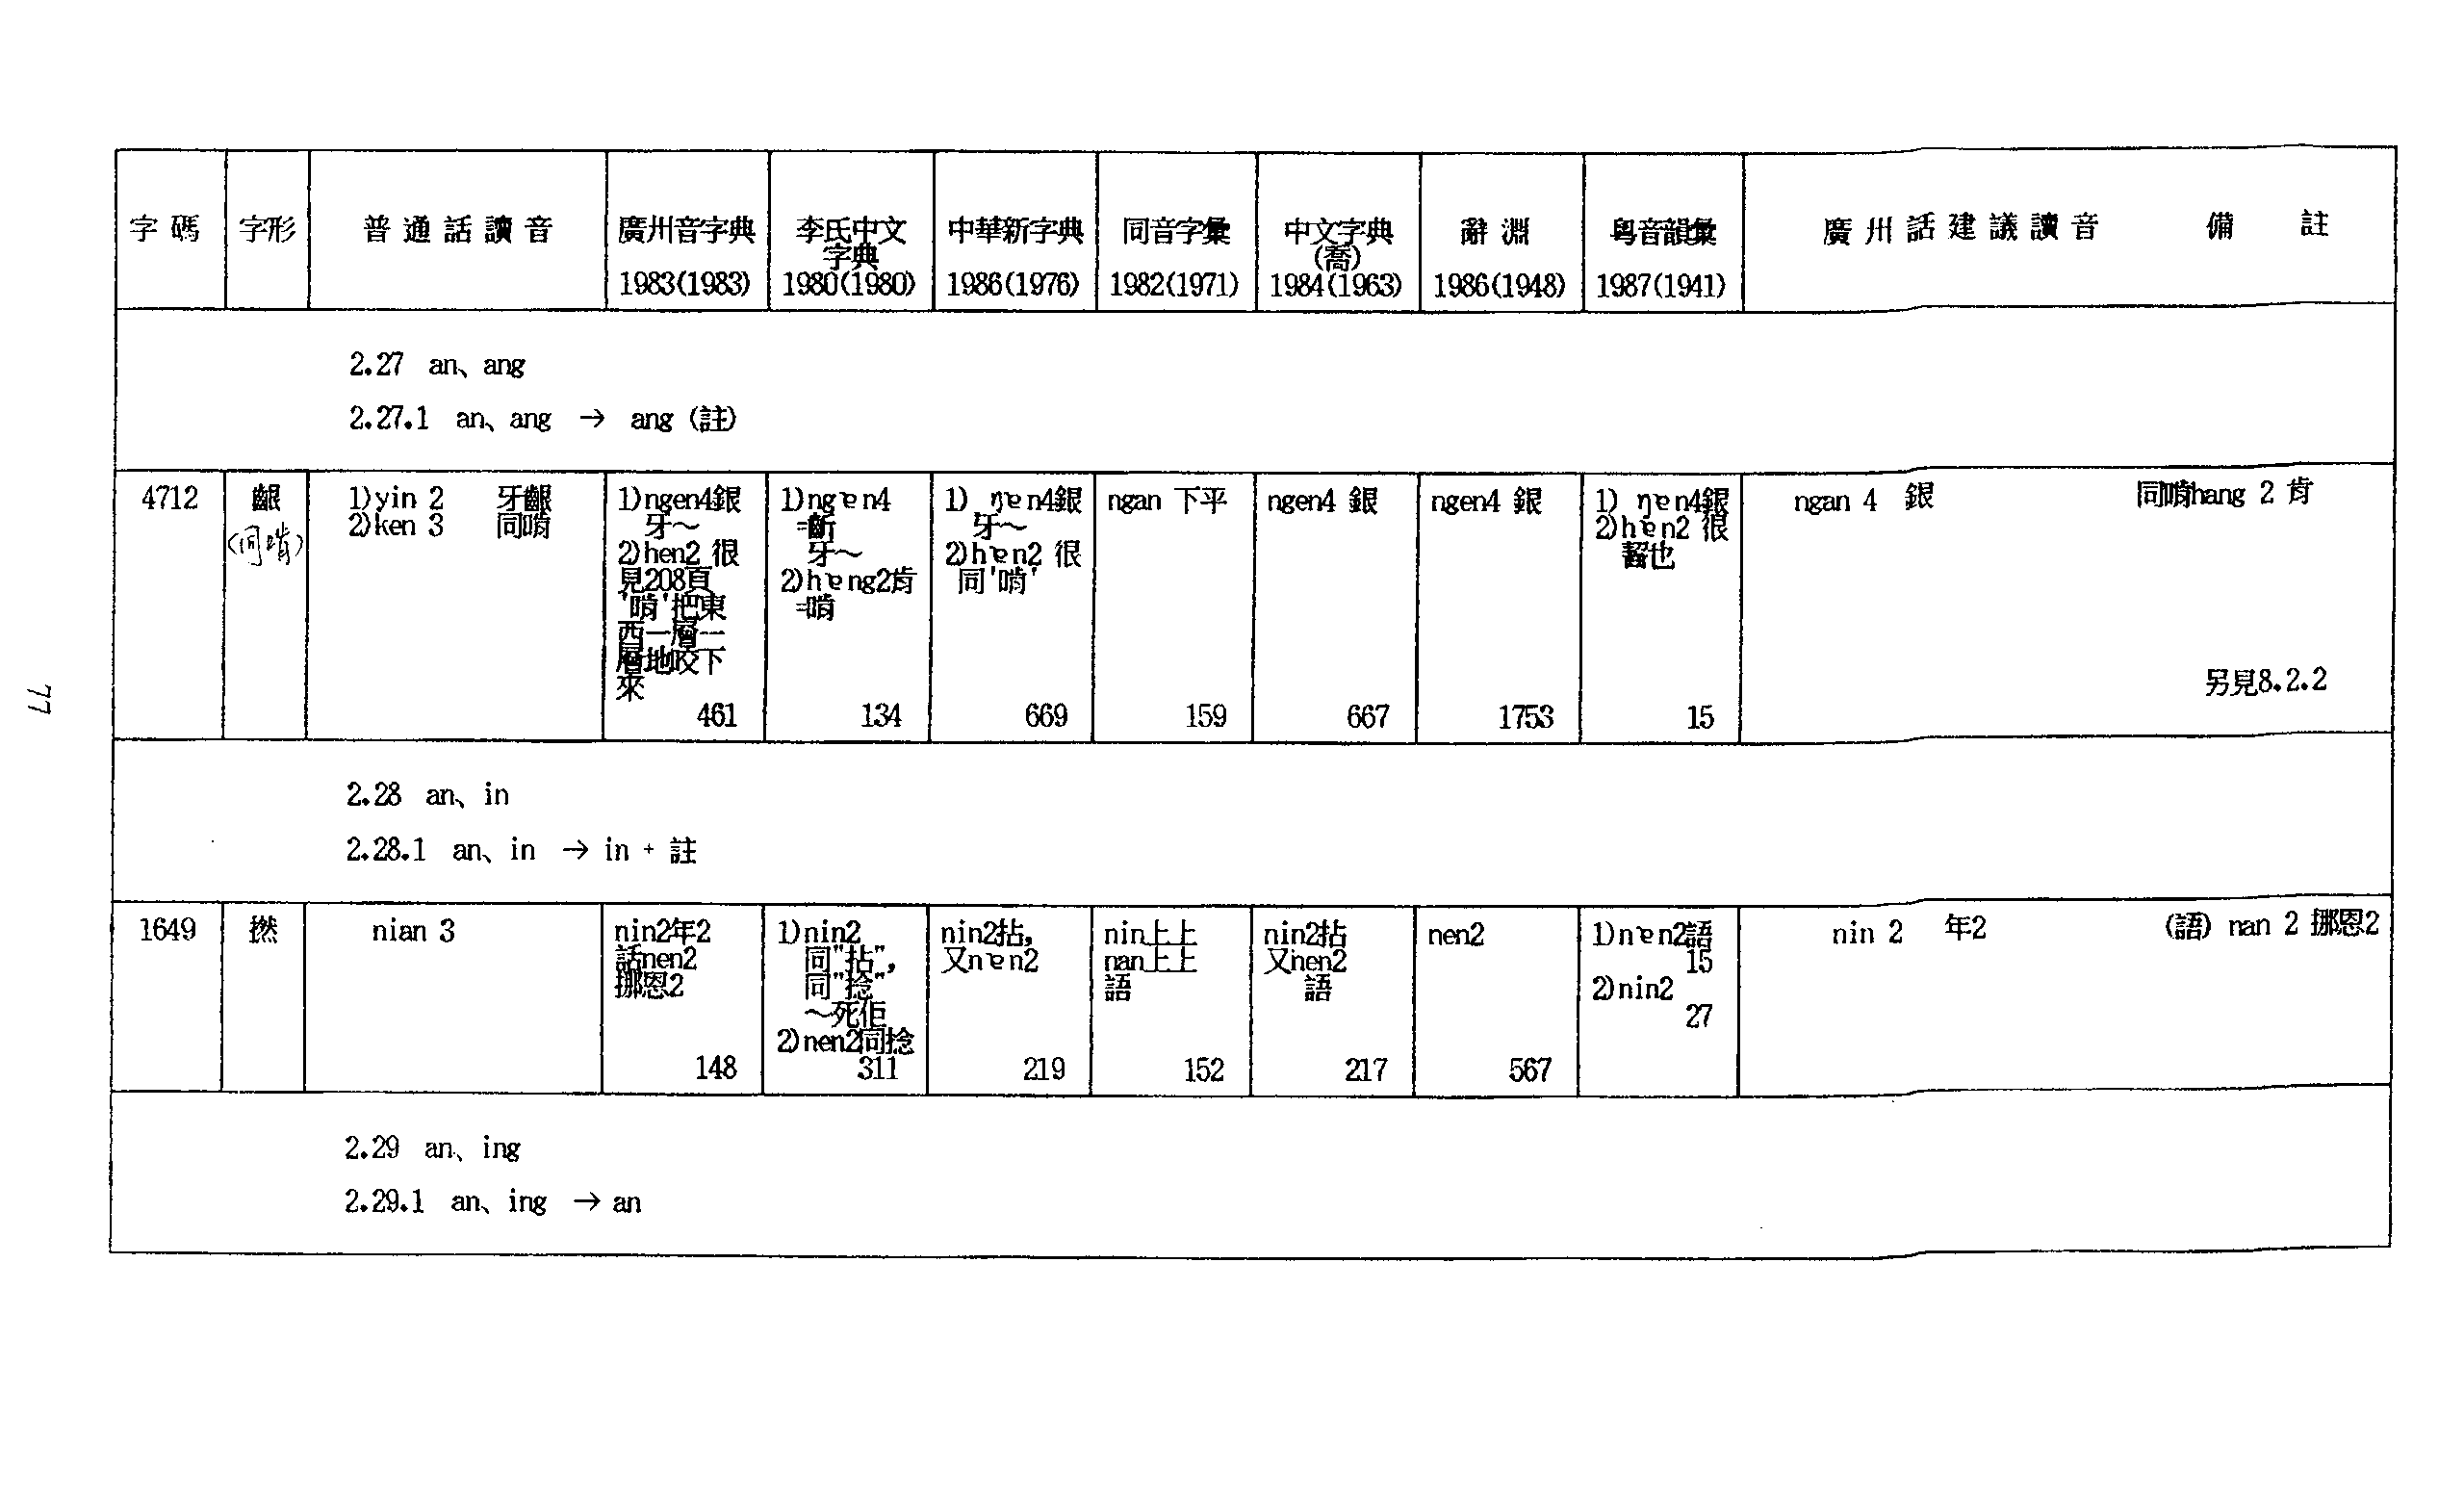 字碼 字形 普通話讀音 廣州音字典 李氏中文 中華新字典 同音字彙 中文字典 辭淵 粵音韻彙 廣州話建議讀音 備註
字典 (喬)
1983(1983) 1980(1980) 1986(1976) 1982(1971) 1984(1963) 1986(1948) 1987(1941)
2.27 an、ang
2.27.1 an、ang → ang (註)
4712
齦
(同啃)
1)yin 2 牙齦
2)ken 3 同啃
1)ngen4銀
牙～
2)hen2 很
見208頁
'啃'把東
西一層一
層地咬下
來
461
1)ngɐn4
=齗
牙～
2)hɐng2肯
=啃
134
1) ŋɐn4銀
牙～
2)hɐn2 很
同'啃'
669
ngan 下平
159
ngen4 銀
667
ngen4 銀
1753
1) ŋɐn4銀
2)hɐn2 很
齧也
15
ngan 4 銀
同啃hang 2 肯
另見8.2.2
2.28 an、in
2.28.1 an、in → in + 註
1649
撚
nian 3
nin2年2
話nen2
挪恩2
148
1)nin2
同"拈",
同"捻"
～死佢
2)nen2同捻
311
nin2拈,
又nɐn2
219
nin上上
nan上上
語
152
nin2拈
又nen2
語
217
nen2
567
1)nɐn2語
15
2)nin2
27
nin 2 年2
(語) nan 2 挪恩2
2.29 an、ing
2.29.1 an、ing → an
77